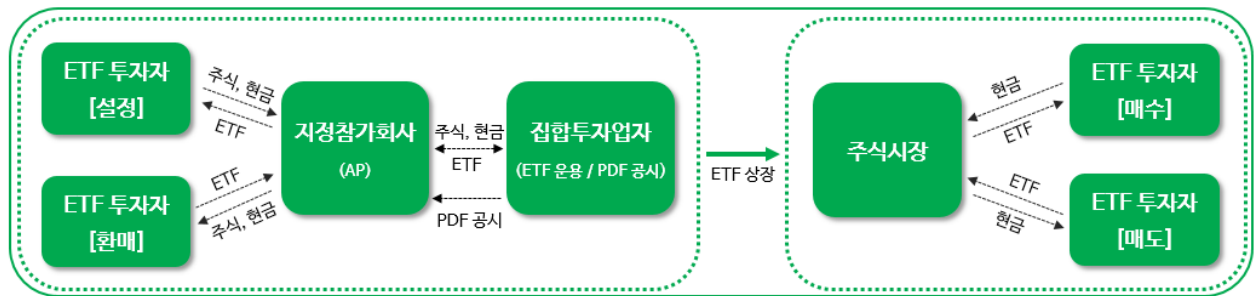 ETF 투자자
[설정]
주식, 현금
ETF
ETF 투자자
[환매]
ETF
주식, 현금
지정참가회사
(AP)
주식, 현금
ETF
PDF 공시
집합투자업자
(ETF 운용 / PDF 공시)
ETF 상장
주식시장
현금
ETF
ETF 투자자
[매수]
ETF
현금
ETF 투자자
[매도]